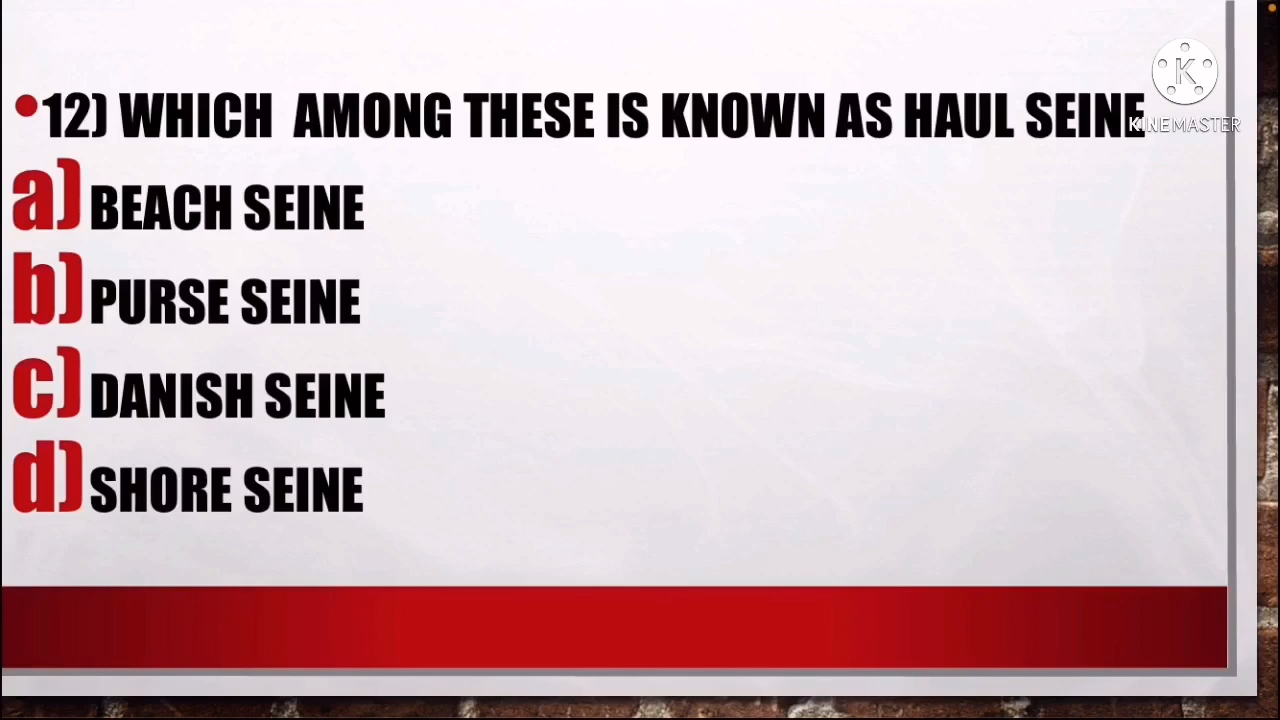 •12) WHICH AMONG THESE IS KNOWN AS HAUL SEINE
a) BEACH SEINE
b) PURSE SEINE
c) DANISH SEINE
d) SHORE SEINE
K
KINEMASTER